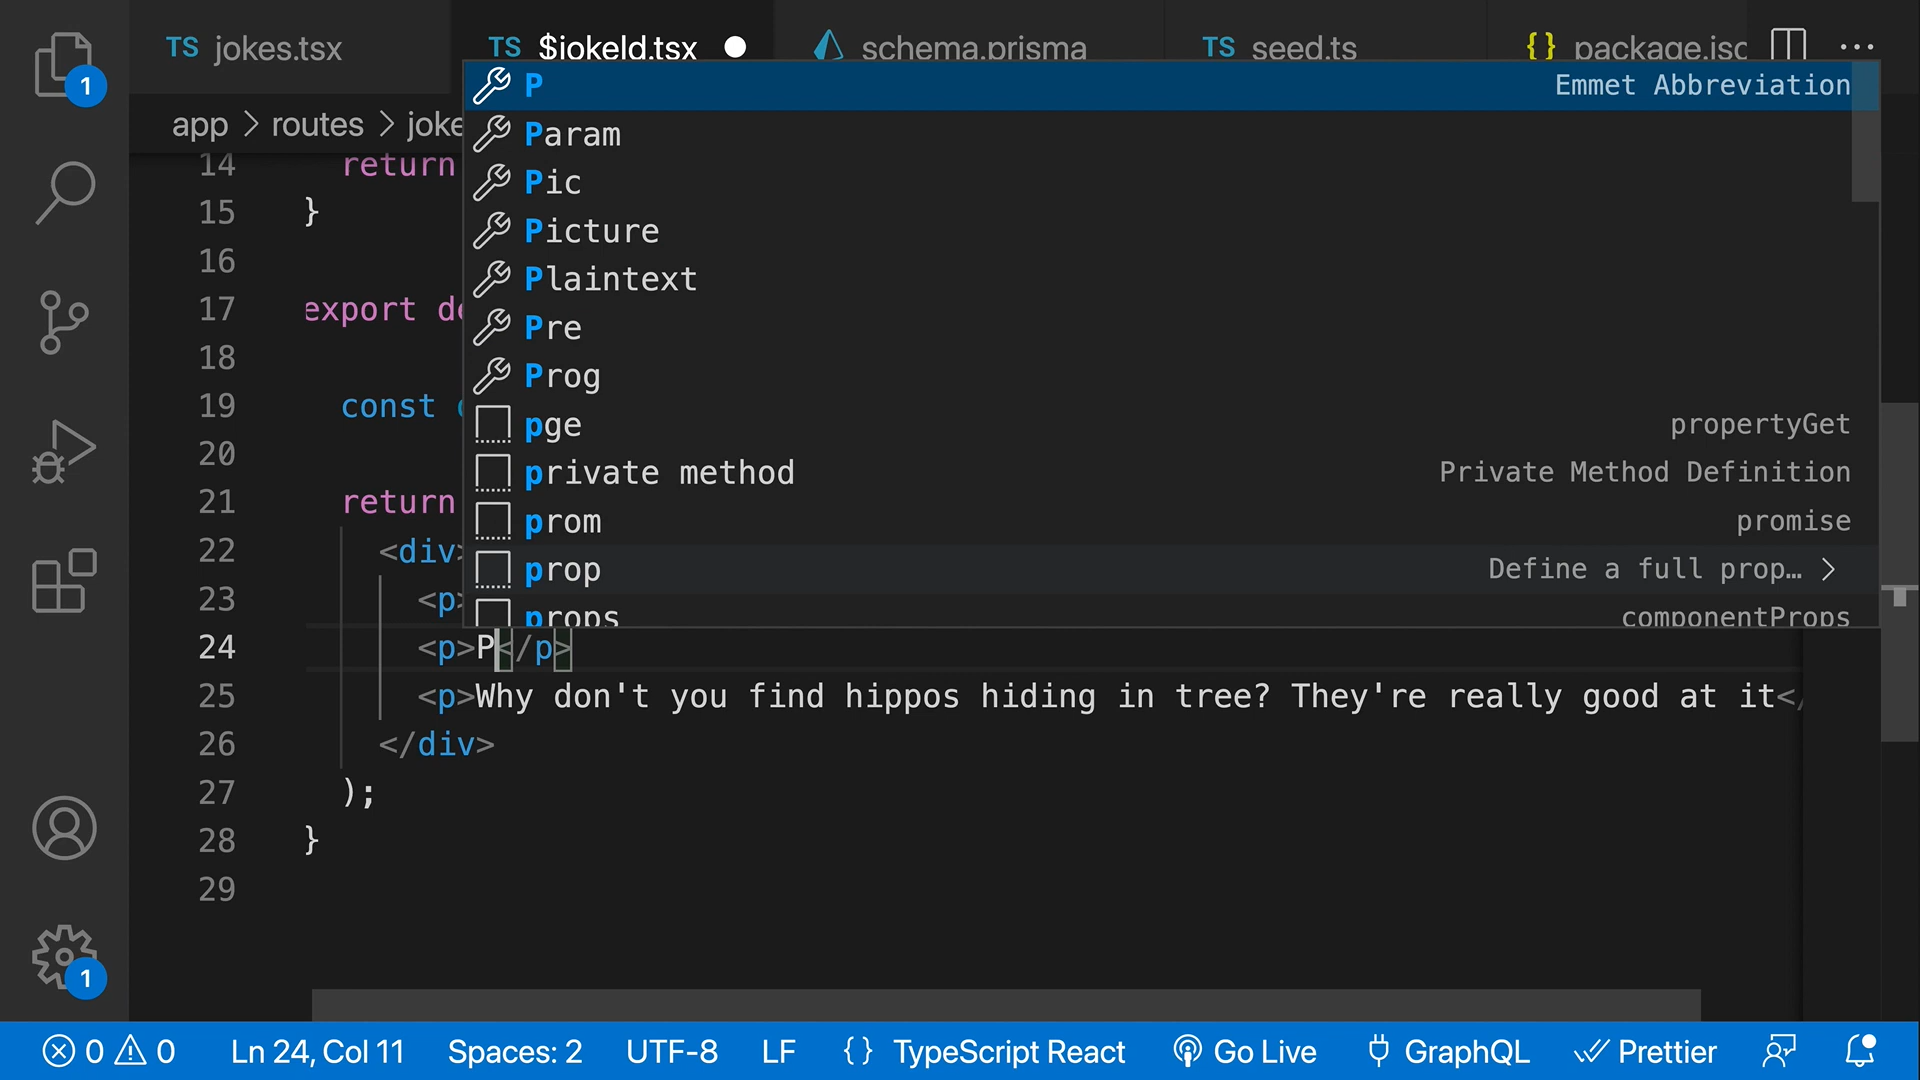 TS jokes.tsx
TS $jokeId.tsx
schema.prisma
TS seed.ts
{} package.jsc
1
app > routes > joke
P Emmet Abbreviation
Param
Pic
Picture
Plaintext
Pre
Prog
pge propertyGet
private method Private Method Definition
prom promise
prop Define a full prop… >
props componentProps
14 return
15 }
16
17 export de
18
19 const d
20
21 return
22 <div>
23 <p>
24 <p>P</p>
25 <p>Why don't you find hippos hiding in tree? They're really good at it</
26 </div>
27 );
28 }
29
1
0 0 Ln 24, Col 11 Spaces: 2 UTF-8 LF {} TypeScript React Go Live GraphQL Prettier